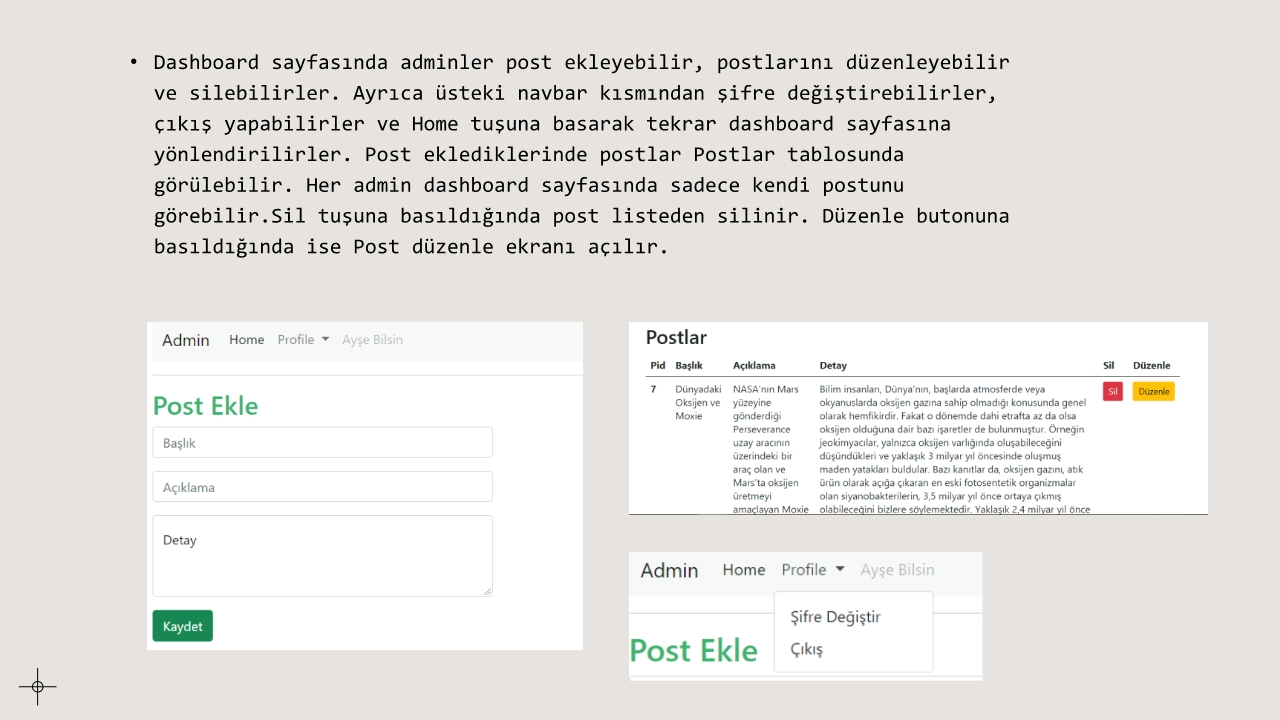 • Dashboard sayfasında adminler post ekleyebilir, postlarını düzenleyebilir
ve silebilirler. Ayrıca üsteki navbar kısmından şifre değiştirebilirler,
çıkış yapabilirler ve Home tuşuna basarak tekrar dashboard sayfasına
yönlendirilirler. Post eklediklerinde postlar Postlar tablosunda
görülebilir. Her admin dashboard sayfasında sadece kendi postunu
görebilir.Sil tuşuna basıldığında post listeden silinir. Düzenle butonuna
basıldığında ise Post düzenle ekranı açılır.
Admin Home Profile Ayşe Bilsin
Post Ekle
Başlık
Açıklama
Detay
Kaydet
Postlar
Pid Başlık Açıklama Detay Sil Düzenle
7 Dünyadaki NASA'nın Mars Bilim insanları, Dünya'nın, başlarda atmosferde veya Sil Düzenle
Oksijen ve yüzeyine okyanuslarda oksijen gazına sahip olmadığı konusunda genel
Moxie gönderdiği olarak hemfikirdir. Fakat o dönemde dahi etrafta az da olsa
Perseverance oksijen olduğuna dair bazı işaretler de bulunmuştur. Örneğin
uzay aracının jeokimyacılar, yalnızca oksijen varlığında oluşabileceğini
üzerindeki bir düşündükleri ve yaklaşık 3 milyar yıl öncesinde oluşmuş
araç olan ve maden yatakları buldular. Bazı kanıtlar da, oksijen gazını, atık
Mars'ta oksijen ürün olarak açığa çıkaran en eski fotosentetik organizmalar
üretmeyi olan siyanobakterilerin, 3,5 milyar yıl önce ortaya çıkmış
amaçlayan Moxie olabileceğini bizlere söylemektedir. Yaklaşık 2,4 milyar yıl önce
Admin Home Profile Ayşe Bilsin
Şifre Değiştir
Post Ekle
Çıkış